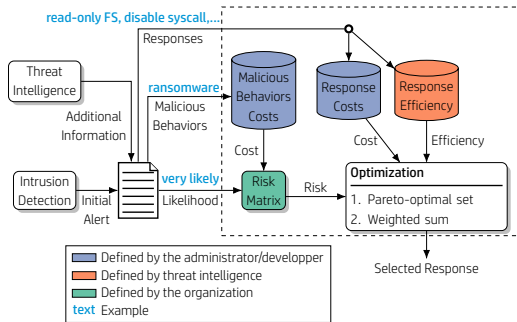 read-only FS, disable syscall,...
Responses
Threat
Intelligence
ransomware
Malicious
Behaviors
Additional
Information
Malicious
Behaviors
Costs
Response
Costs
Response
Efficiency
Cost
Cost
Efficiency
Intrusion
Detection
Initial
Alert
very likely
Likelihood
Risk
Matrix
Risk
Optimization
1. Pareto-optimal set
2. Weighted sum
Selected Response
Defined by the administrator/developper
Defined by threat intelligence
Defined by the organization
text Example